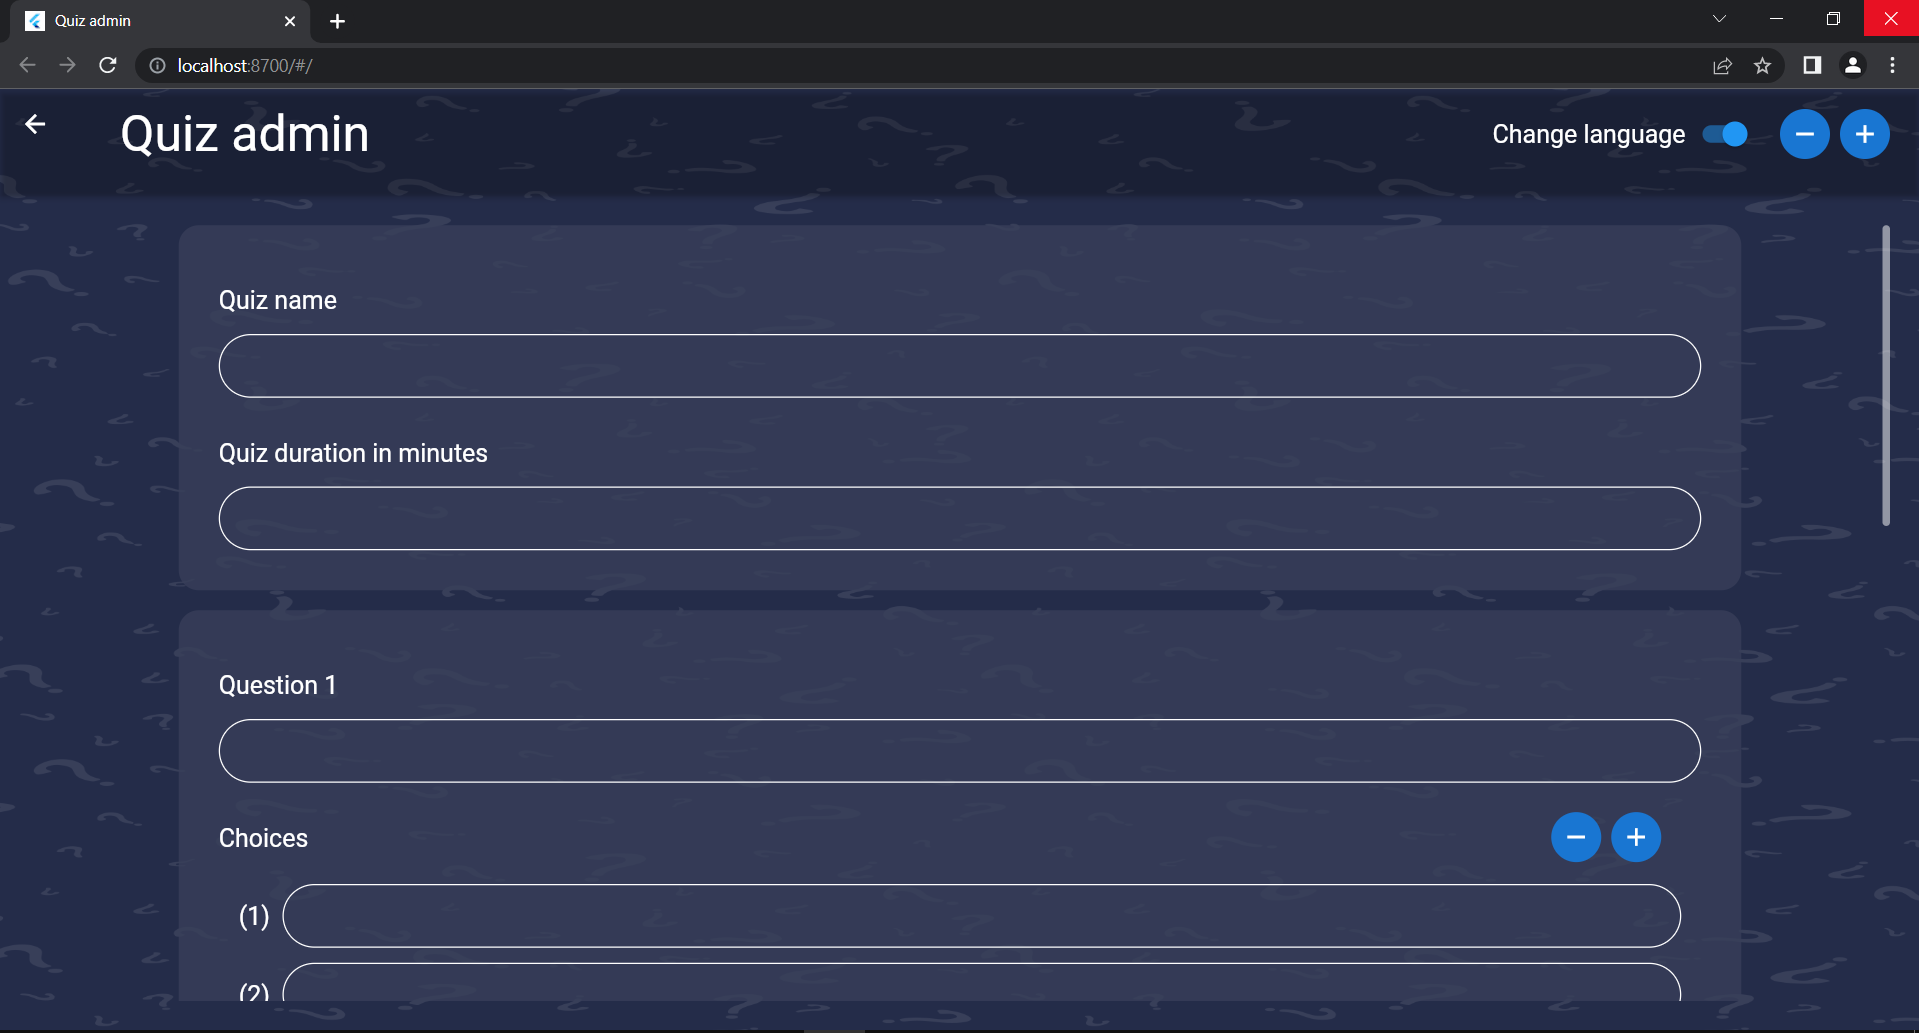 Quiz admin
localhost:8700/#/
Quiz admin
Change language
Quiz name
Quiz duration in minutes
Question 1
Choices
(1)
(2)